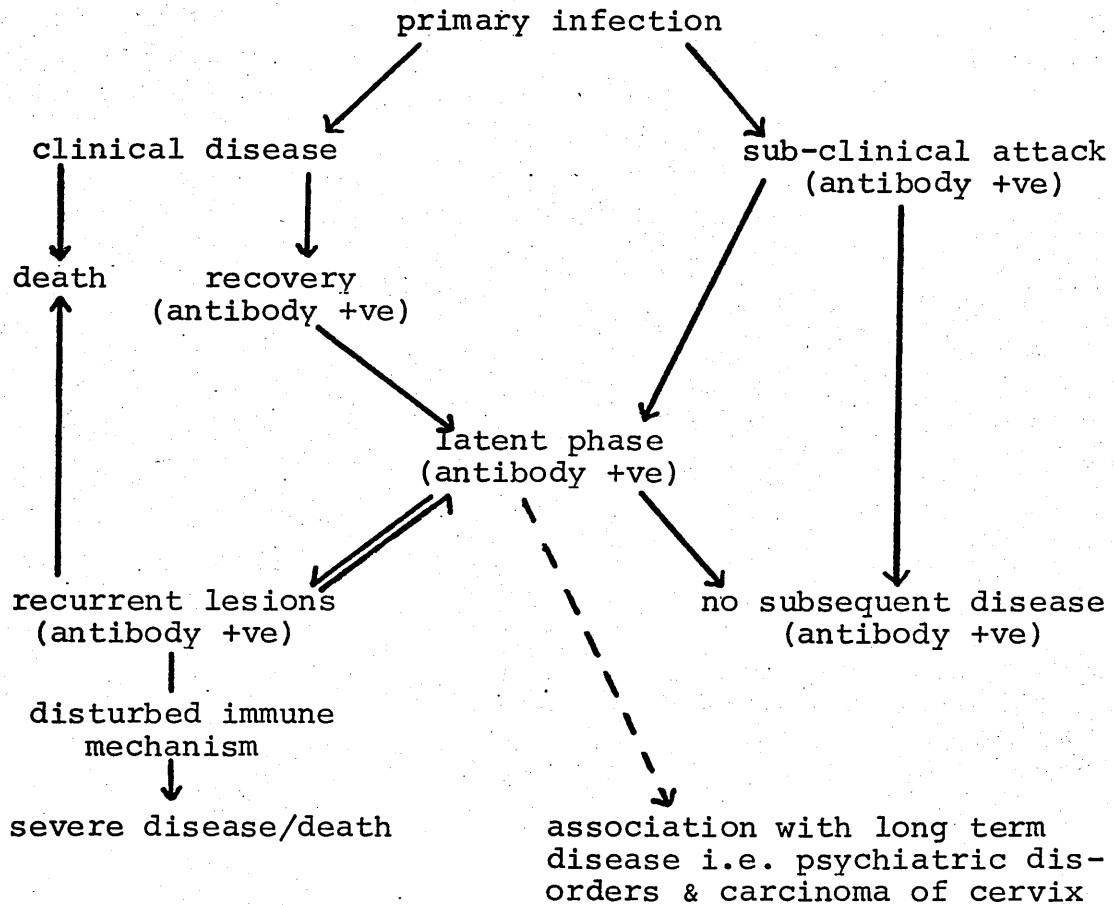 primary infection
clinical disease
sub-clinical attack
(antibody +ve)
death
recovery
(antibody +ve)
latent phase
(antibody +ve)
recurrent lesions
(antibody +ve)
no subsequent disease
(antibody +ve)
disturbed immune
mechanism
severe disease/death
association with long term
disease i.e. psychiatric dis-
orders & carcinoma of cervix